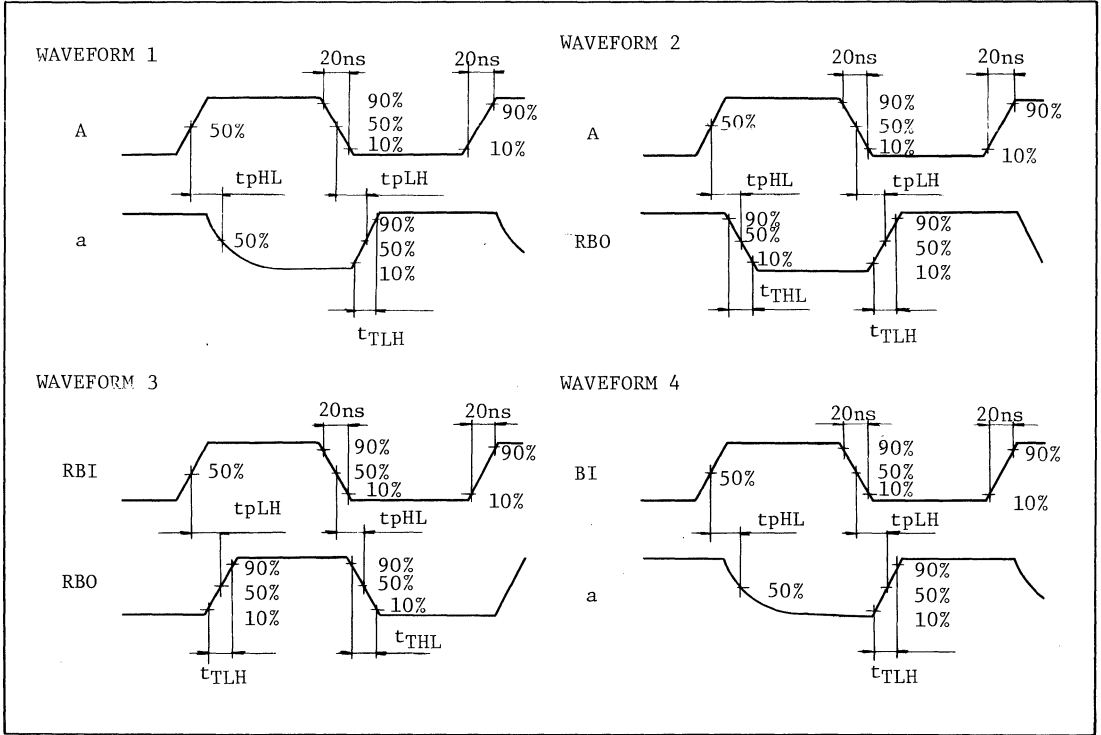 WAVEFORM 1
20ns 20ns
90% 90%
A 50% 50%
10% 10%
tpHL tpLH
90%
a 50% 50%
10%
tTLH
WAVEFORM 2
20ns 20ns
90% 90%
A 50% 50%
10% 10%
tpHL tpLH
90% 90%
RBO 50% 50%
10% 10%
tTHL
tTLH
WAVEFORM 3
20ns 20ns
90% 90%
RBI 50% 50%
10% 10%
tpLH tpHL
90% 90%
RBO 50% 50%
10% 10%
tTHL
tTLH
WAVEFORM 4
20ns 20ns
90% 90%
BI 50% 50%
10% 10%
tpHL tpLH
90%
a 50% 50%
10%
tTLH